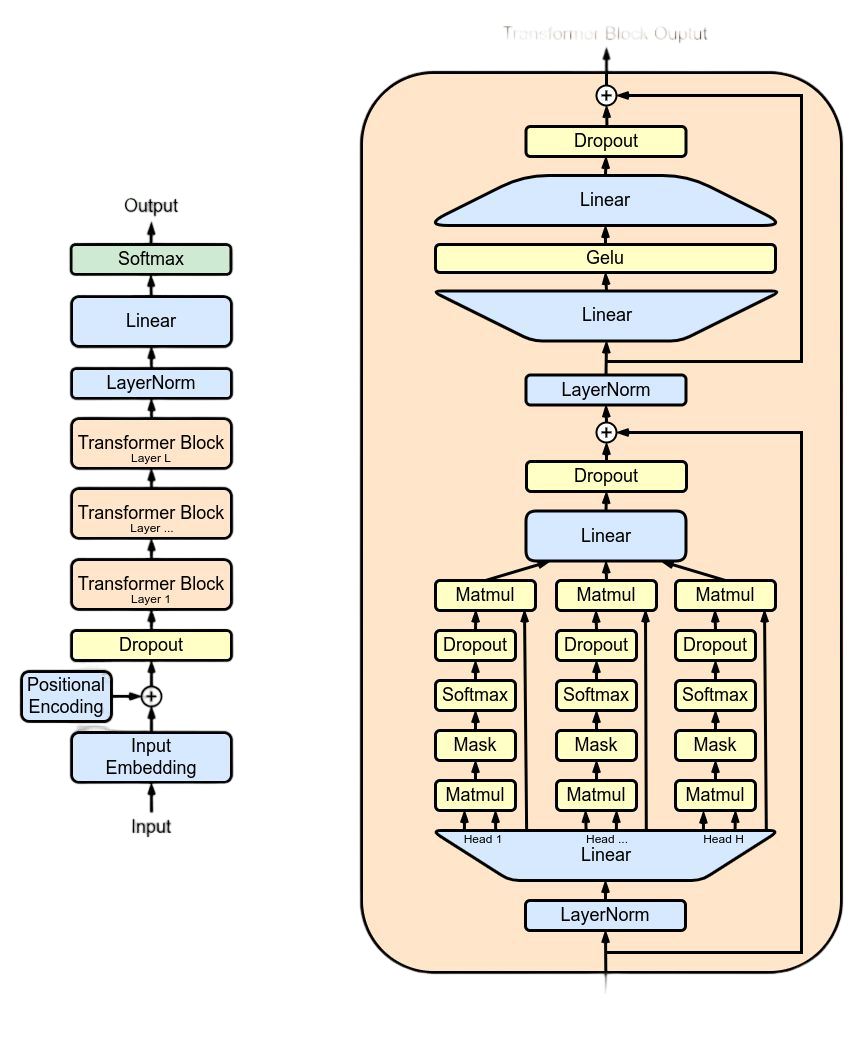 Output
Softmax
Linear
LayerNorm
Transformer Block
Layer L
Transformer Block
Layer ...
Transformer Block
Layer 1
Dropout
Positional
Encoding
Input
Embedding
Input
Transformer Block Ouptut
Dropout
Linear
Gelu
Linear
LayerNorm
Dropout
Linear
Matmul Matmul Matmul
Dropout Dropout Dropout
Softmax Softmax Softmax
Mask Mask Mask
Matmul Matmul Matmul
Head 1 Head ... Head H
Linear
LayerNorm